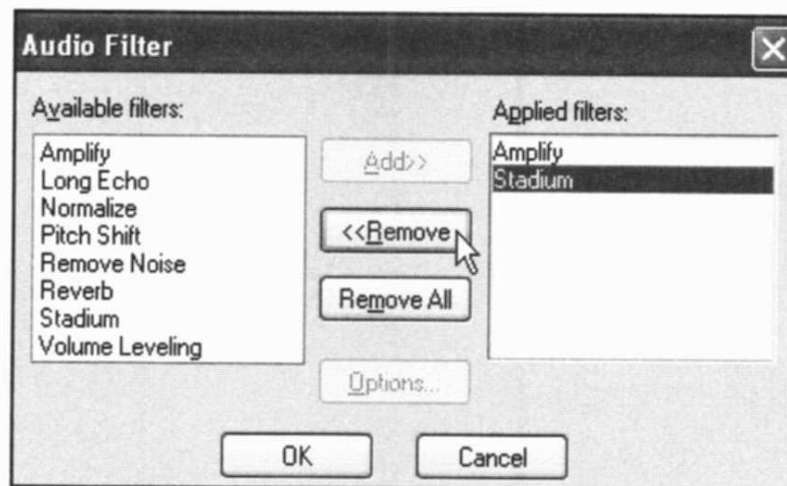 Audio Filter
Available filters:
Amplify
Long Echo
Normalize
Pitch Shift
Remove Noise
Reverb
Stadium
Volume Leveling
Add>>
<<Remove
Remove All
Options...
Applied filters:
Amplify
Stadium
OK
Cancel